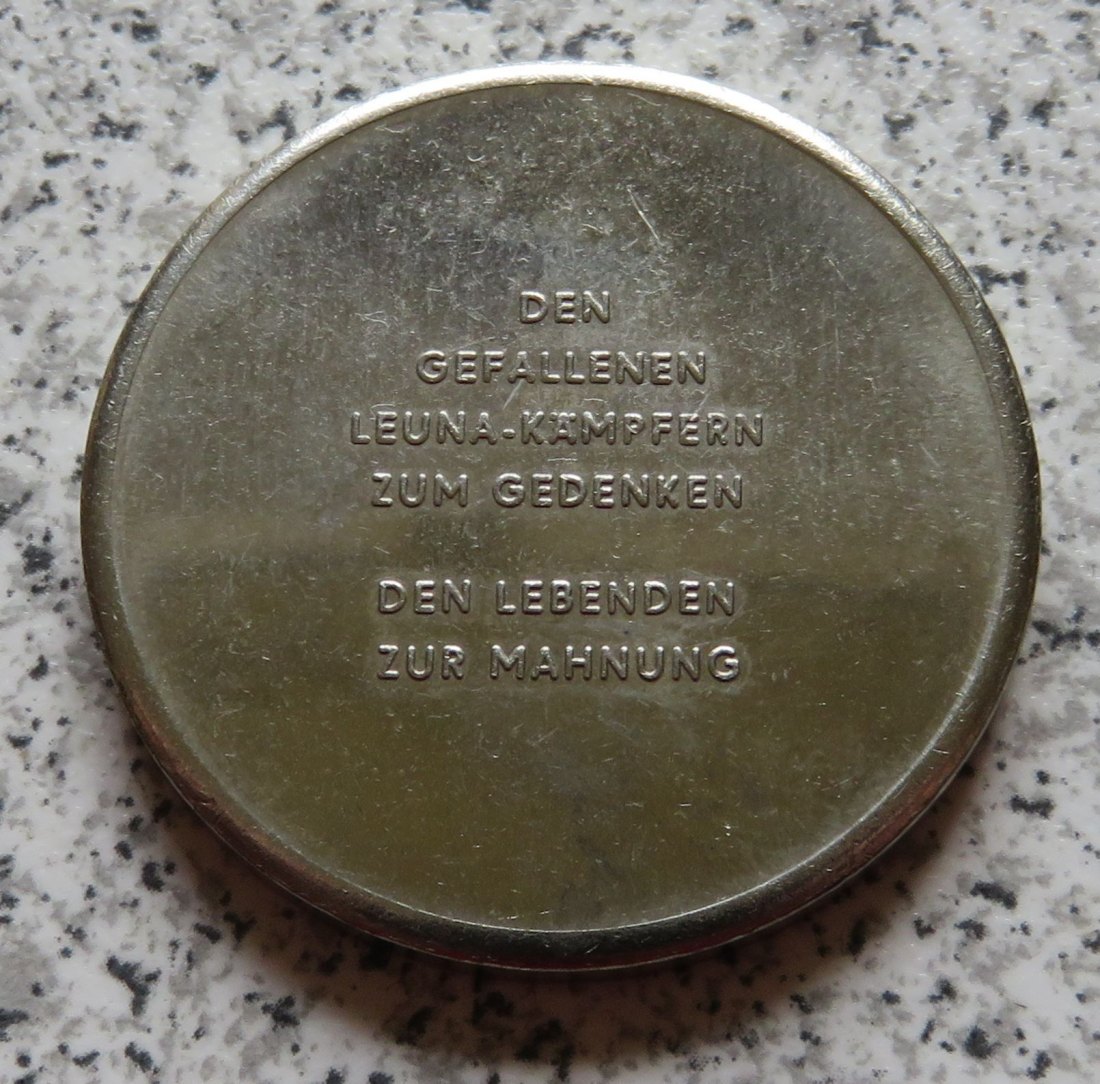 DEN
GEFALLENEN
LEUNA-KÄMPFERN
ZUM GEDENKEN
DEN LEBENDEN
ZUR MAHNUNG